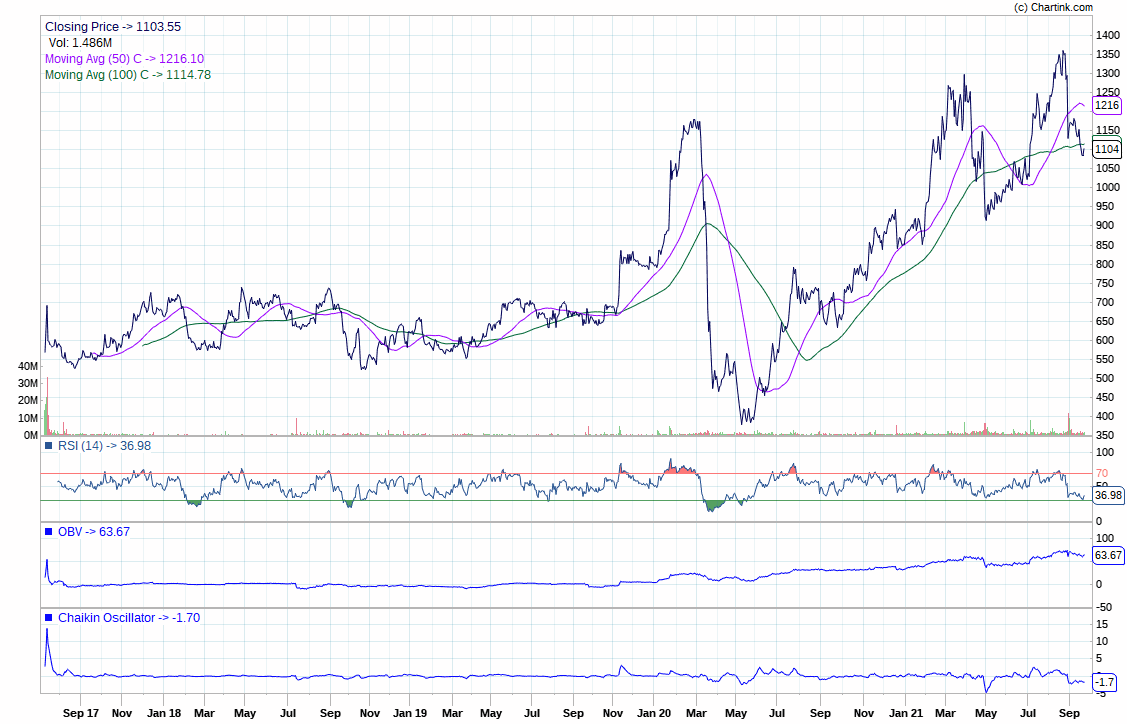 (c) Chartink.com
Closing Price -> 1103.55
Vol: 1.486M
Moving Avg (50) C -> 1216.10
Moving Avg (100) C -> 1114.78
1400
1350
1300
1250
1216
1150
1104
1050
1000
950
900
850
800
750
700
650
600
550
500
450
400
350
40M
30M
20M
10M
0M
RSI (14) -> 36.98
100
70
50
36.98
0
OBV -> 63.67
100
63.67
0
-50
Chaikin Oscillator -> -1.70
15
10
5
-1.7
-5
Sep 17 Nov Jan 18 Mar May Jul Sep Nov Jan 19 Mar May Jul Sep Nov Jan 20 Mar May Jul Sep Nov Jan 21 Mar May Jul Sep